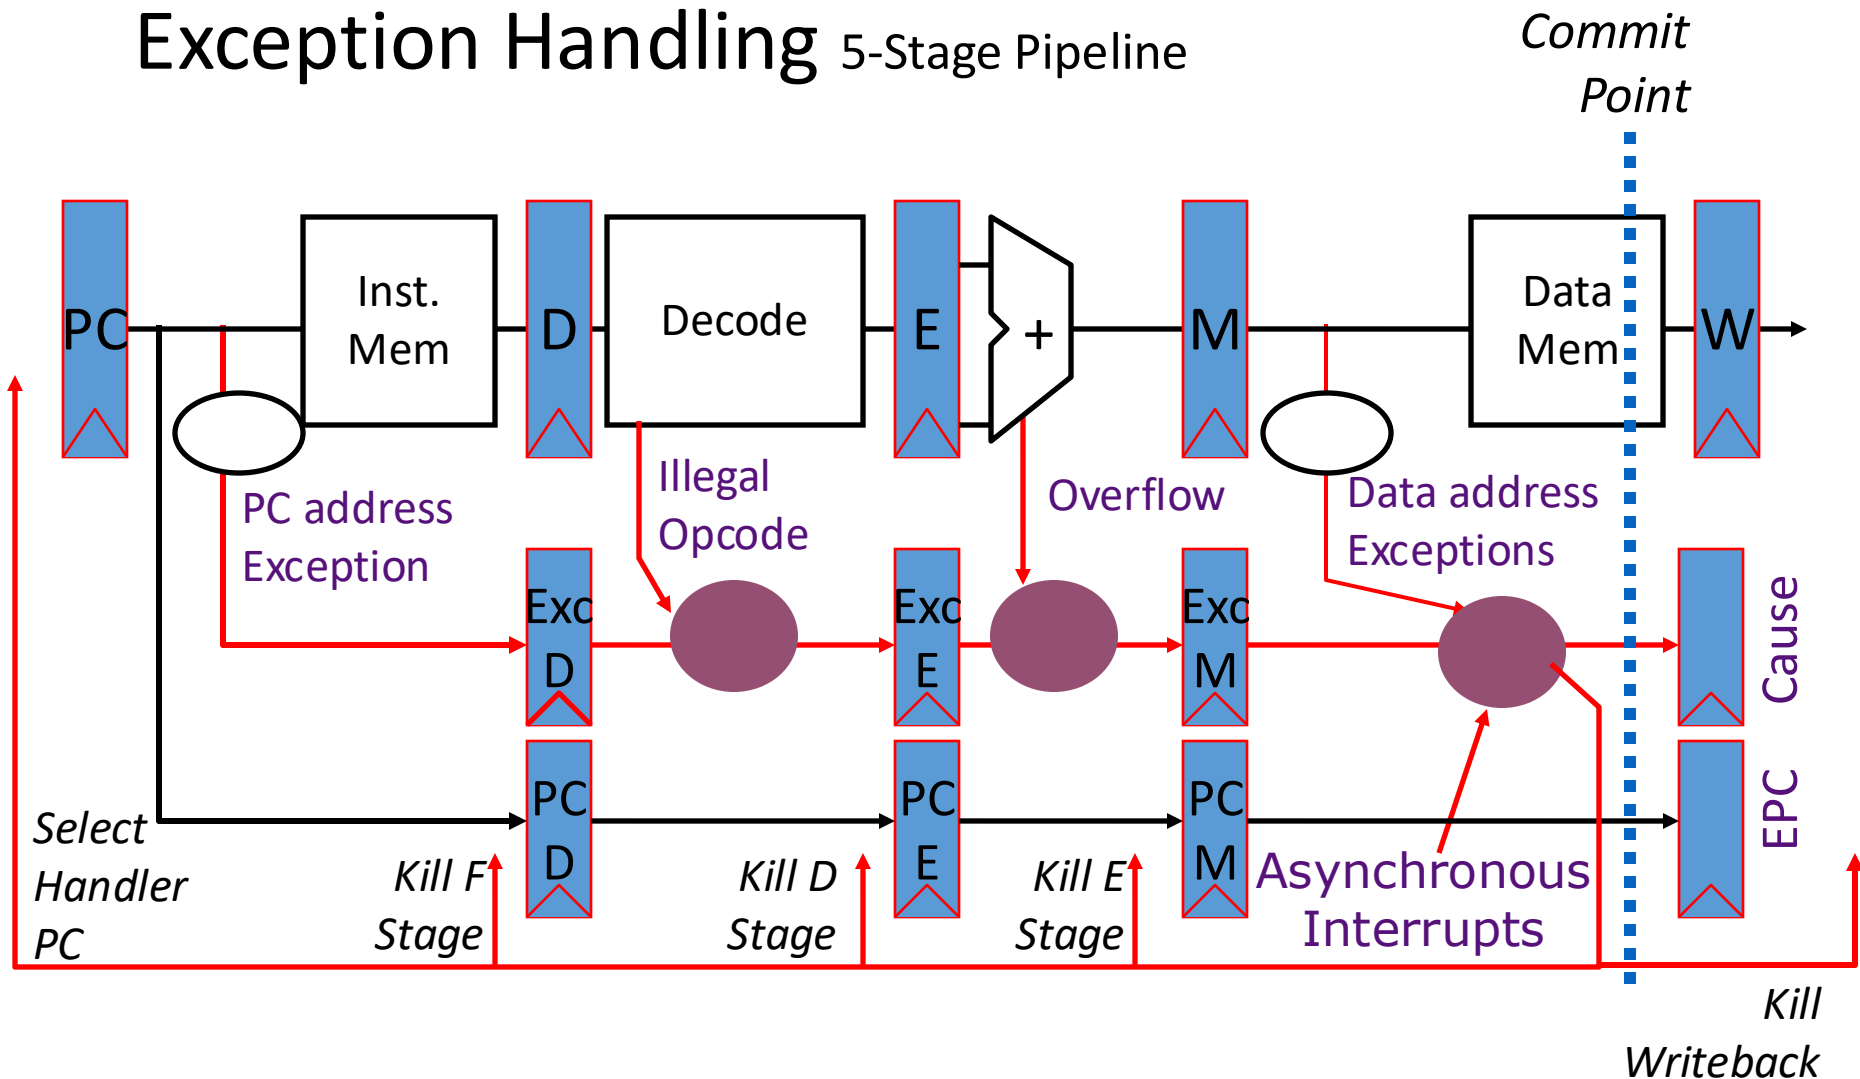 Exception Handling 5-Stage Pipeline
Commit
Point
PC
Inst.
Mem
D
Decode
E
+
M
Data
Mem
W
PC address
Exception
Illegal
Opcode
Overflow
Data address
Exceptions
Exc
D
Exc
E
Exc
M
Cause
PC
D
PC
E
PC
M
EPC
Select
Handler
PC
Kill F
Stage
Kill D
Stage
Kill E
Stage
Asynchronous
Interrupts
Kill
Writeback